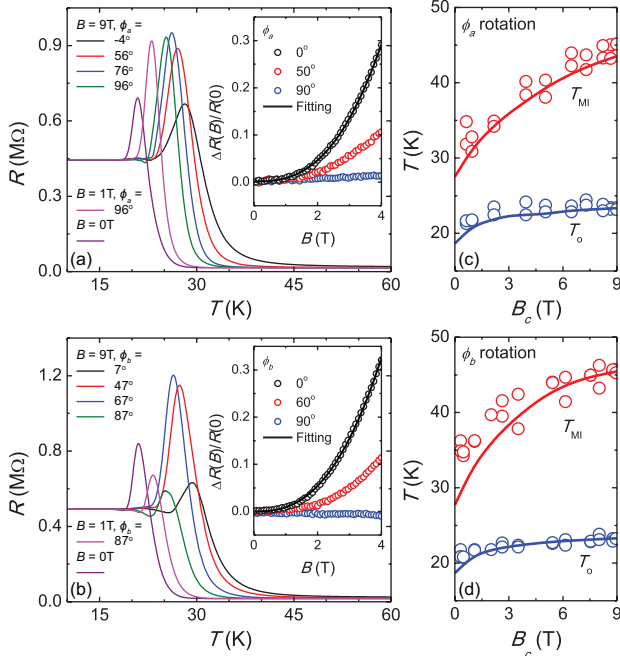 R (MΩ)
0.9
0.6
0.3
0.0
B = 9T, ϕa =
-4°
56°
76°
96°
B = 1T, ϕa =
96°
B = 0T
(a)
15 30 45 60
T (K)
ΔR(B)/R(0)
0.3
0.2
0.1
0.0
ϕa
0°
50°
90°
Fitting
0 2 4
B (T)
T (K)
50
40
30
20
ϕa rotation
TMI
To
(c)
0 3 6 9
Bc (T)
R (MΩ)
1.2
0.8
0.4
0.0
B = 9T, ϕb =
7°
47°
67°
87°
B = 1T, ϕb =
87°
B = 0T
(b)
15 30 45 60
T (K)
ΔR(B)/R(0)
0.3
0.2
0.1
0.0
ϕb
0°
60°
90°
Fitting
0 2 4
B (T)
T (K)
50
40
30
20
ϕb rotation
TMI
To
(d)
0 3 6 9
Bc (T)